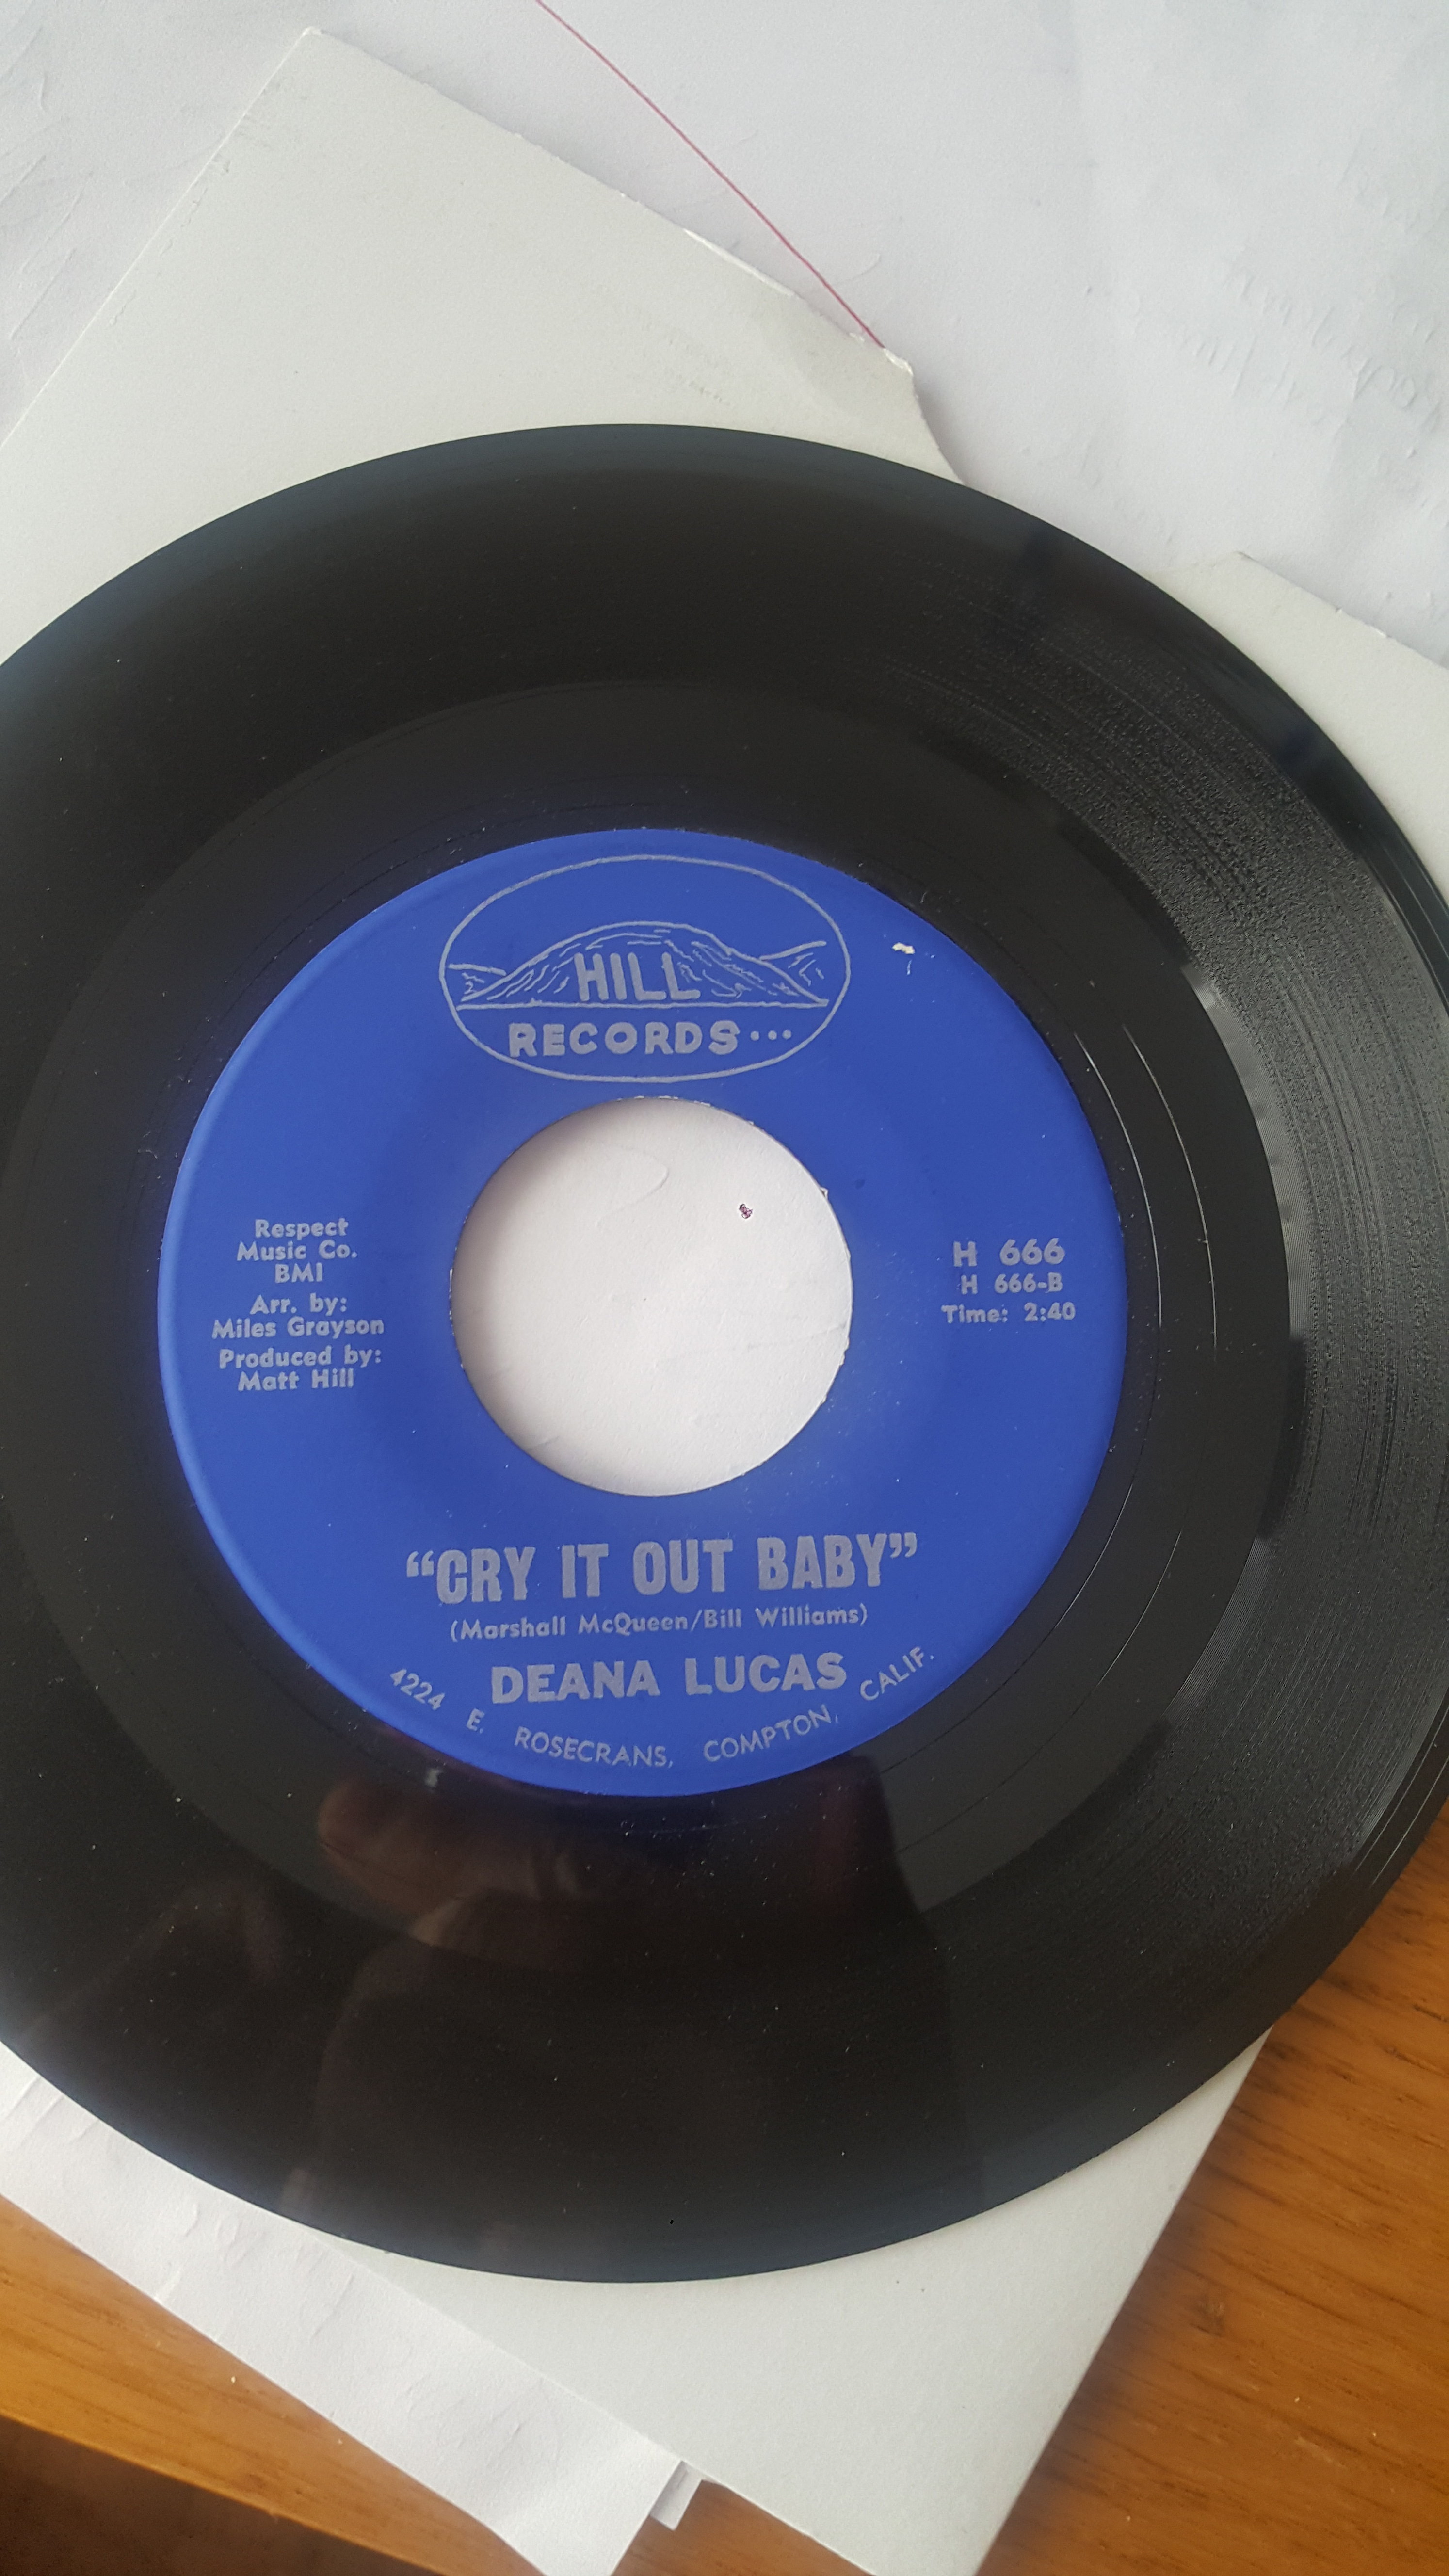 HILL
RECORDS...
Respect
Music Co.
BMI
Arr. by:
Miles Grayson
Produced by:
Matt Hill
H 666
H 666-B
Time: 2:40
“CRY IT OUT BABY”
(Marshall McQueen/Bill Williams)
DEANA LUCAS
4224 E. ROSECRANS, COMPTON, CALIF.